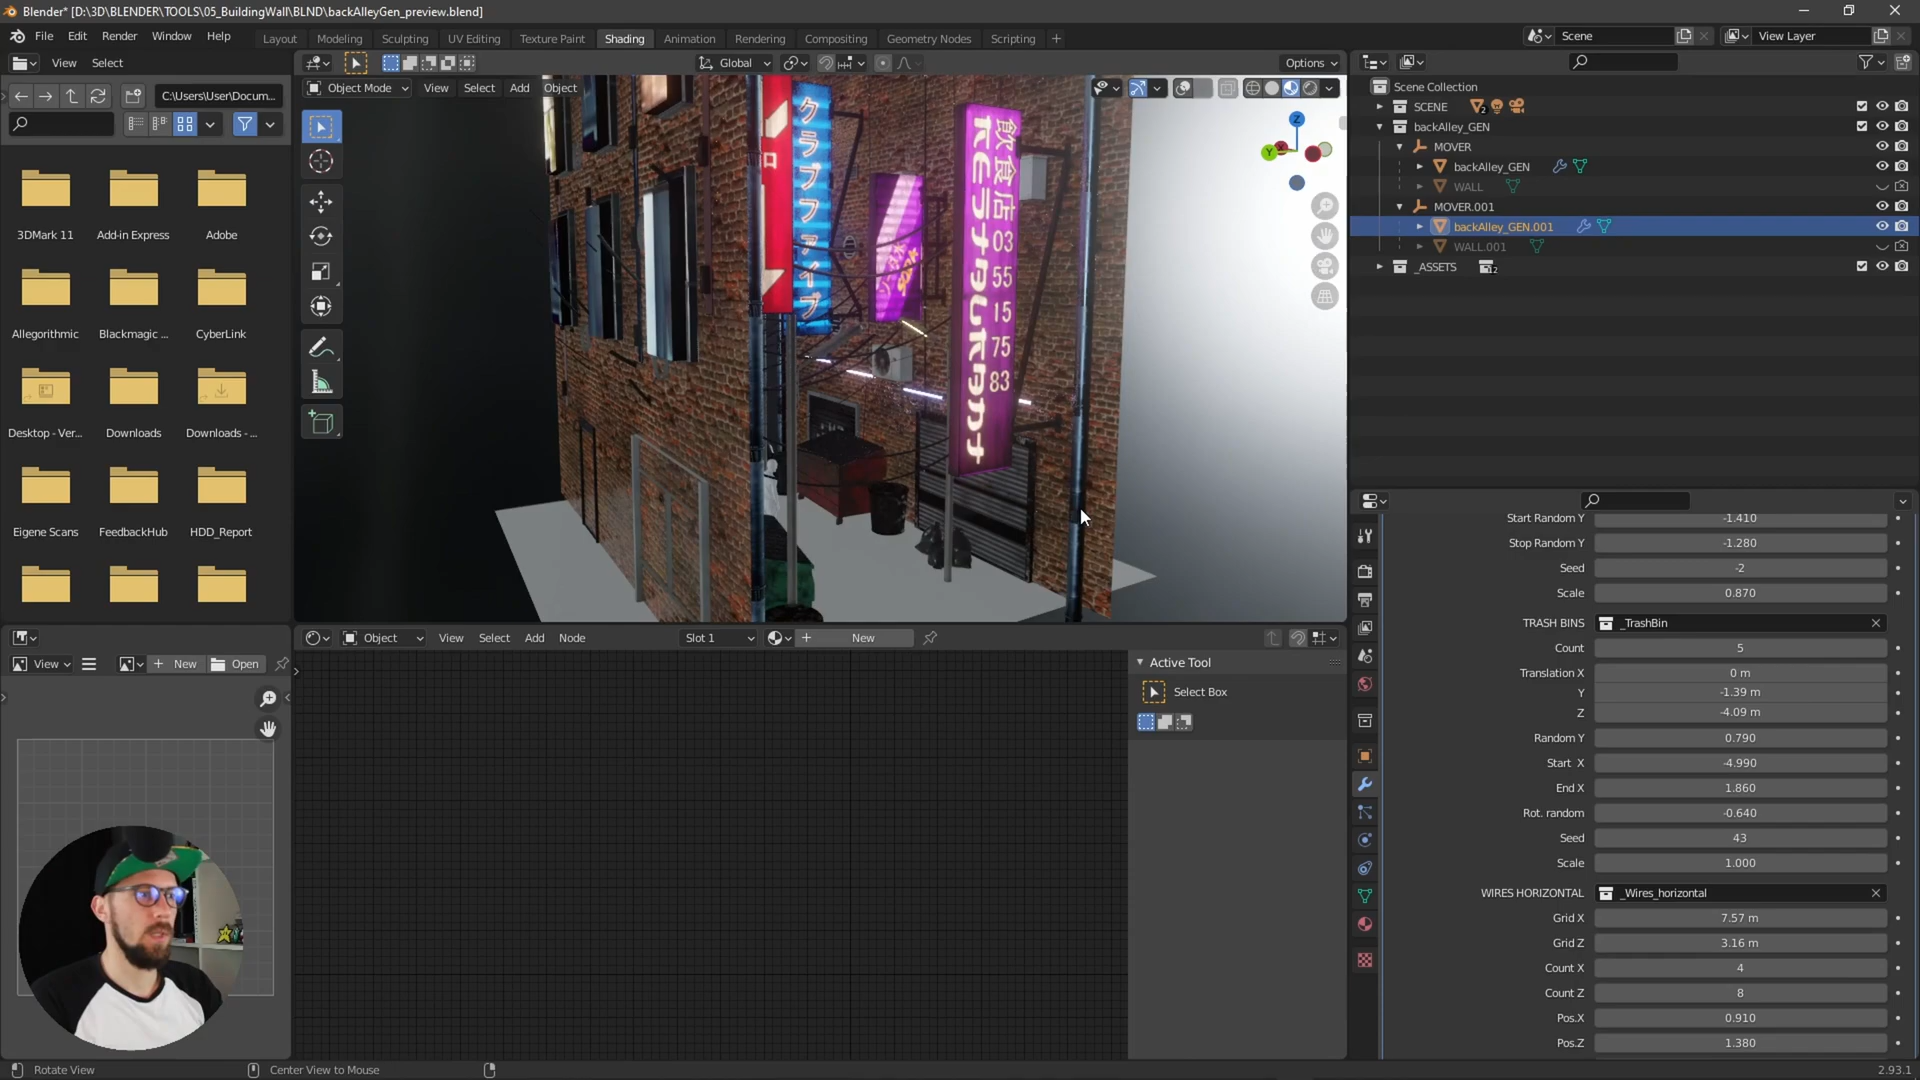 Blender* [D:\3D\BLENDER\TOOLS\05_BuildingWall\BLND\backAlleyGen_preview.blend]
File Edit Render Window Help
Layout Modeling Sculpting UV Editing Texture Paint Shading Animation Rendering Compositing Geometry Nodes Scripting +
Scene
View Layer
View Select
Global
Options
C:\Users\User\Docum...
Object Mode View Select Add Object
3DMark 11
Add-in Express
Adobe
Allegorithmic
Blackmagic ...
CyberLink
Desktop - Ver...
Downloads
Downloads - ...
Eigene Scans
FeedbackHub
HDD_Report
クラブファイブ
ロ
飲食店
RESTAURANT
03
55
15
75
83
Z
Y
Scene Collection
SCENE
2
backAlley_GEN
MOVER
backAlley_GEN
WALL
MOVER.001
backAlley_GEN.001
WALL.001
_ASSETS
12
Start Random Y -1.410
Stop Random Y -1.280
Seed -2
Scale 0.870
TRASH BINS _TrashBin
Count 5
Translation X 0 m
Y -1.39 m
Z -4.09 m
Random Y 0.790
Start X -4.990
End X 1.860
Rot. random -0.640
Seed 43
Scale 1.000
WIRES HORIZONTAL _Wires_horizontal
Grid X 7.57 m
Grid Z 3.16 m
Count X 4
Count Z 8
Pos.X 0.910
Pos.Z 1.380
View New Open
Object View Select Add Node Slot 1 New
Active Tool
Select Box
Rotate View
Center View to Mouse
2.93.1